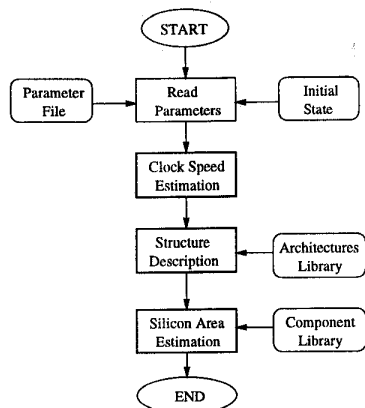 START
Parameter
File
Read
Parameters
Initial
State
Clock Speed
Estimation
Structure
Description
Architectures
Library
Silicon Area
Estimation
Component
Library
END